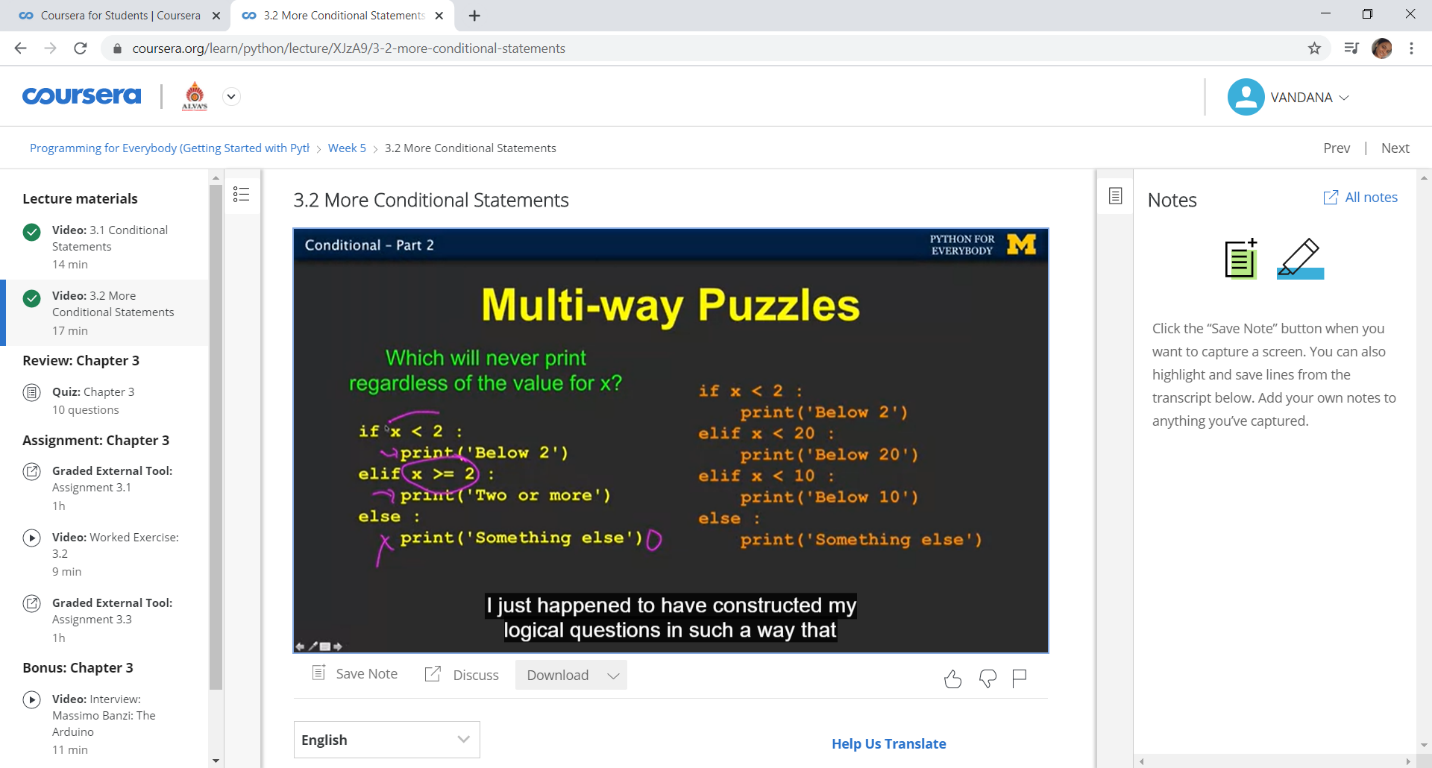 Coursera for Students | Coursera
3.2 More Conditional Statements
coursera.org/learn/python/lecture/XJzA9/3-2-more-conditional-statements
coursera
ALVA'S
VANDANA
Programming for Everybody (Getting Started with Pyth
Week 5
3.2 More Conditional Statements
Prev | Next
Lecture materials
Video: 3.1 Conditional
Statements
14 min
Video: 3.2 More
Conditional Statements
17 min
Review: Chapter 3
Quiz: Chapter 3
10 questions
Assignment: Chapter 3
Graded External Tool:
Assignment 3.1
1h
Video: Worked Exercise:
3.2
9 min
Graded External Tool:
Assignment 3.3
1h
Bonus: Chapter 3
Video: Interview:
Massimo Banzi: The
Arduino
11 min
3.2 More Conditional Statements
Conditional – Part 2
PYTHON FOR
EVERYBODY
M
Multi-way Puzzles
Which will never print
regardless of the value for x?
if x < 2 :
print('Below 2')
elif x >= 2 :
print('Two or more')
else :
print('Something else')
if x < 2 :
print('Below 2')
elif x < 20 :
print('Below 20')
elif x < 10 :
print('Below 10')
else :
print('Something else')
I just happened to have constructed my
logical questions in such a way that
Save Note
Discuss
Download
English
Help Us Translate
Notes
All notes
Click the “Save Note” button when you
want to capture a screen. You can also
highlight and save lines from the
transcript below. Add your own notes to
anything you’ve captured.